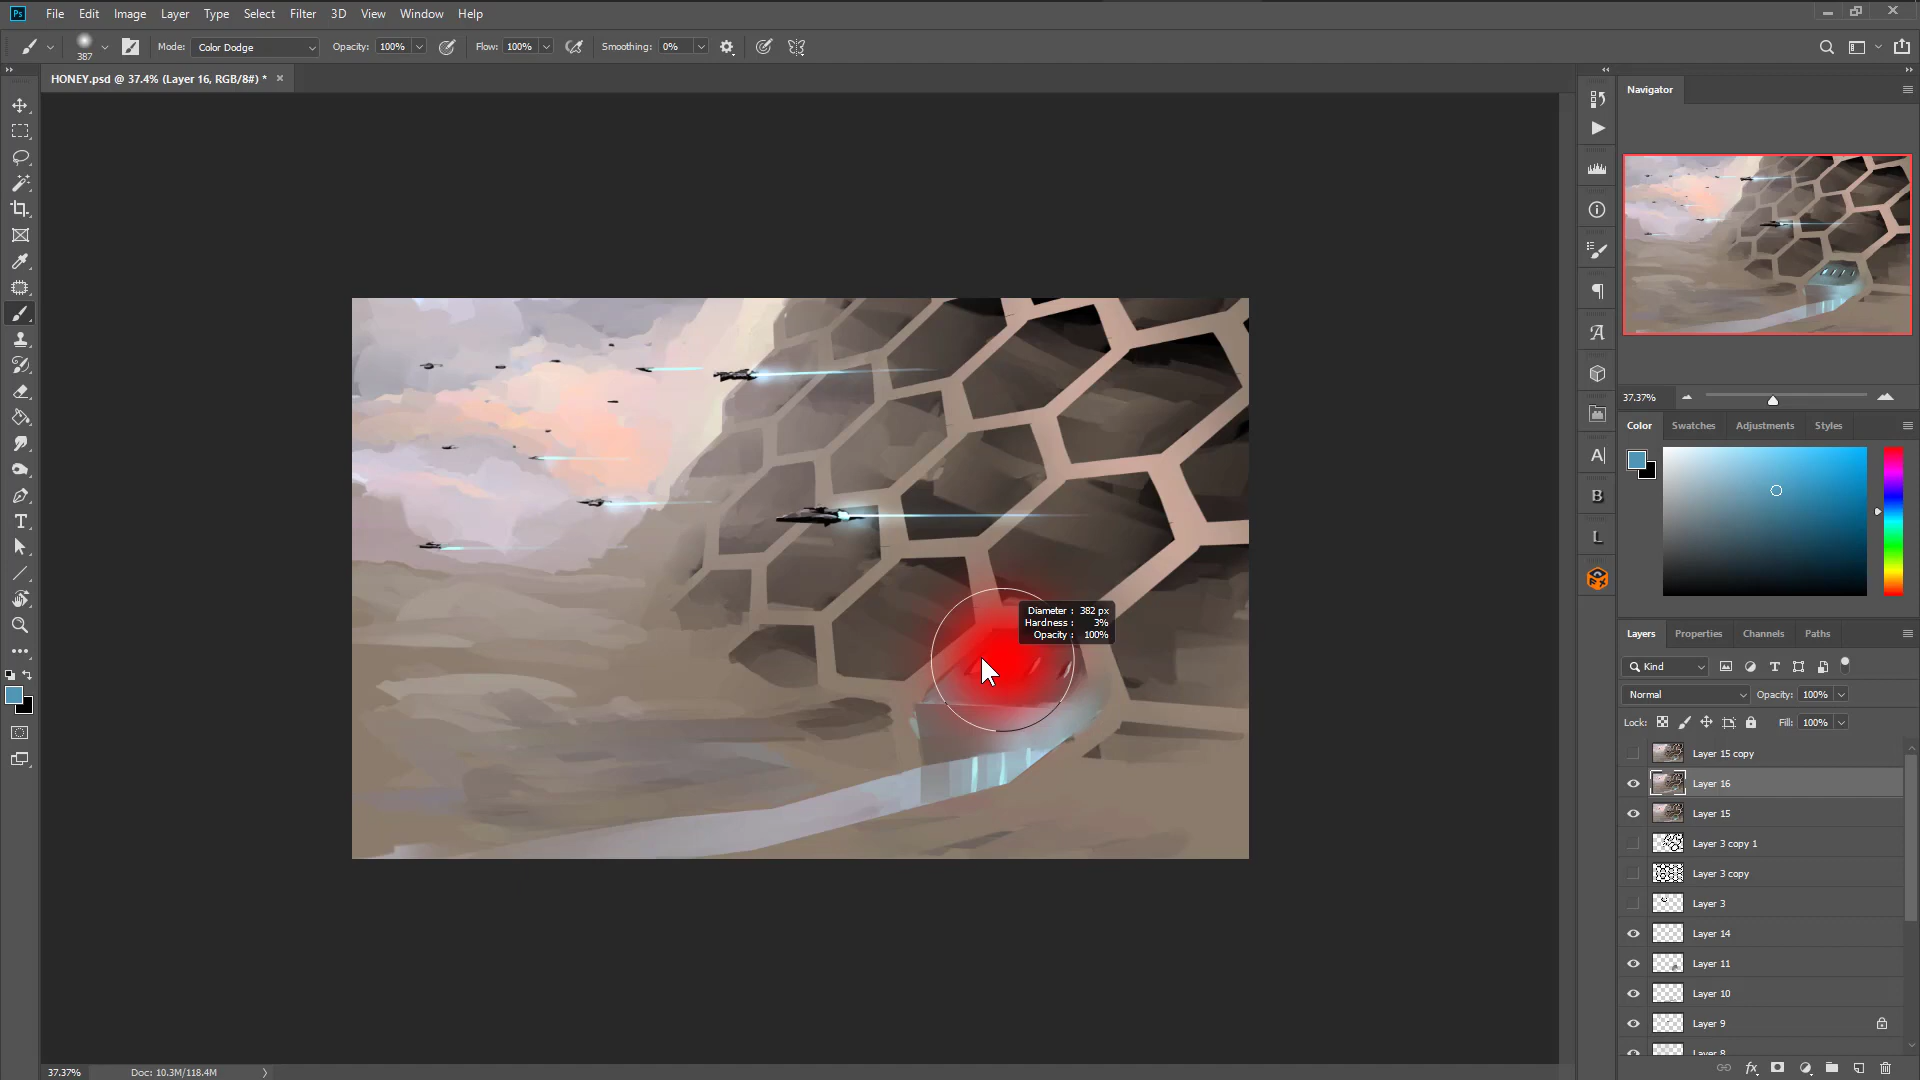 Ps File Edit Image Layer Type Select Filter 3D View Window Help
387 Mode: Color Dodge Opacity: 100% Flow: 100% Smoothing: 0%
HONEY.psd @ 37.4% (Layer 16, RGB/8#) *
Navigator
37.37%
Color Swatches Adjustments Styles
Diameter : 382 px
Hardness : 3%
Opacity : 100%
Layers Properties Channels Paths
Kind
Normal Opacity: 100%
Lock: Fill: 100%
Layer 15 copy
Layer 16
Layer 15
Layer 3 copy 1
Layer 3 copy
Layer 3
Layer 14
Layer 11
Layer 10
Layer 9
Layer 8
37.37% Doc: 10.3M/118.4M